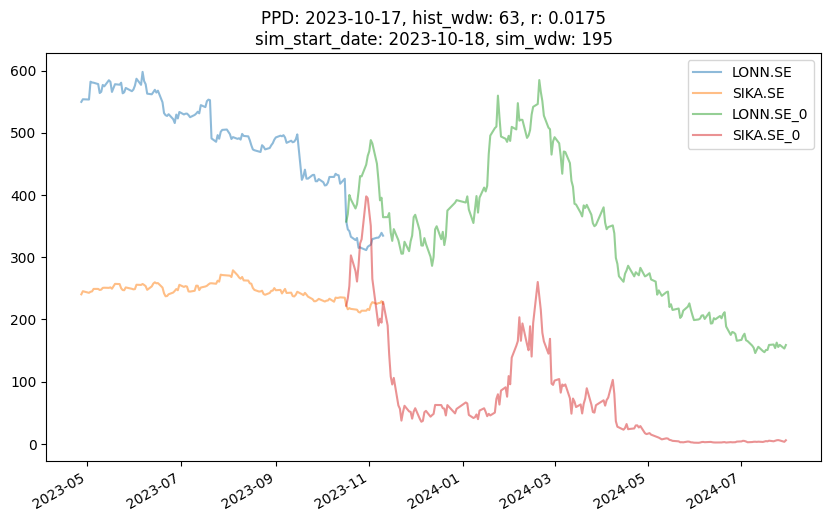 PPD: 2023-10-17, hist_wdw: 63, r: 0.0175
sim_start_date: 2023-10-18, sim_wdw: 195
LONN.SE
SIKA.SE
LONN.SE_0
SIKA.SE_0
600
500
400
300
200
100
0
2023-05
2023-07
2023-09
2023-11
2024-01
2024-03
2024-05
2024-07